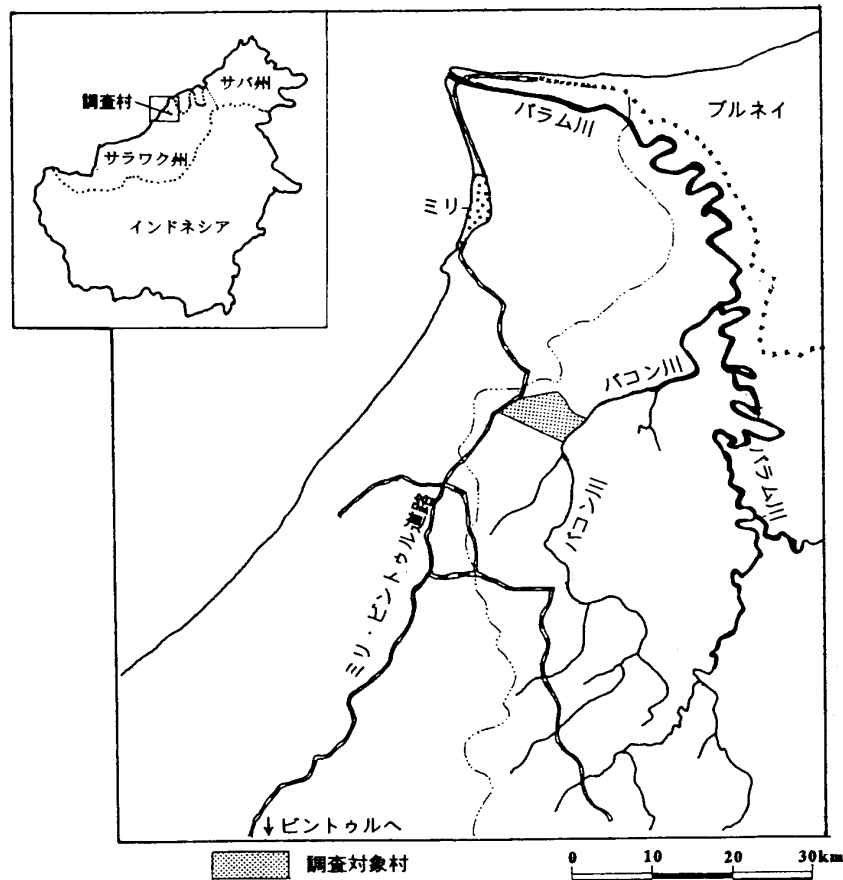 サバ州
調査村
サラワク州
インドネシア
ブルネイ
バラム川
ミリ
バコン川
バラム川
バコン川
ミリ・ビントゥル道路
↓ビントゥルへ
調査対象村
0 10 20 30km